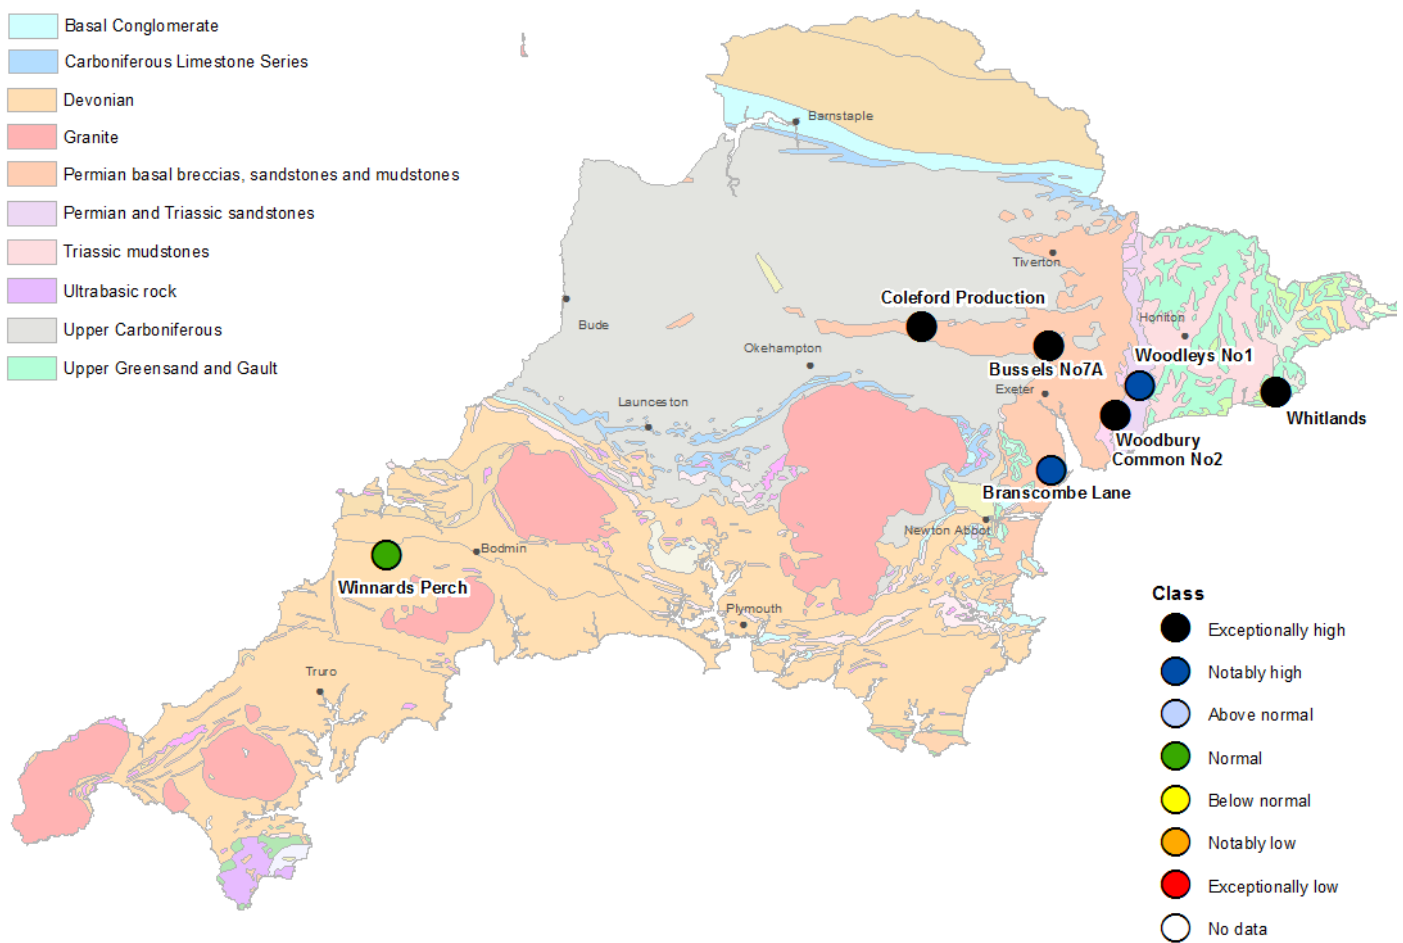 Basal Conglomerate
Carboniferous Limestone Series
Devonian
Granite
Permian basal breccias, sandstones and mudstones
Permian and Triassic sandstones
Triassic mudstones
Ultrabasic rock
Upper Carboniferous
Upper Greensand and Gault
Barnstaple
Tiverton
Coleford Production
Bude
Honiton
Okehampton
Woodleys No1
Bussels No7A
Exeter
Launceston
Whitlands
Woodbury
Common No2
Branscombe Lane
Newton Abbot
Bodmin
Winnards Perch
Plymouth
Truro
Class
Exceptionally high
Notably high
Above normal
Normal
Below normal
Notably low
Exceptionally low
No data